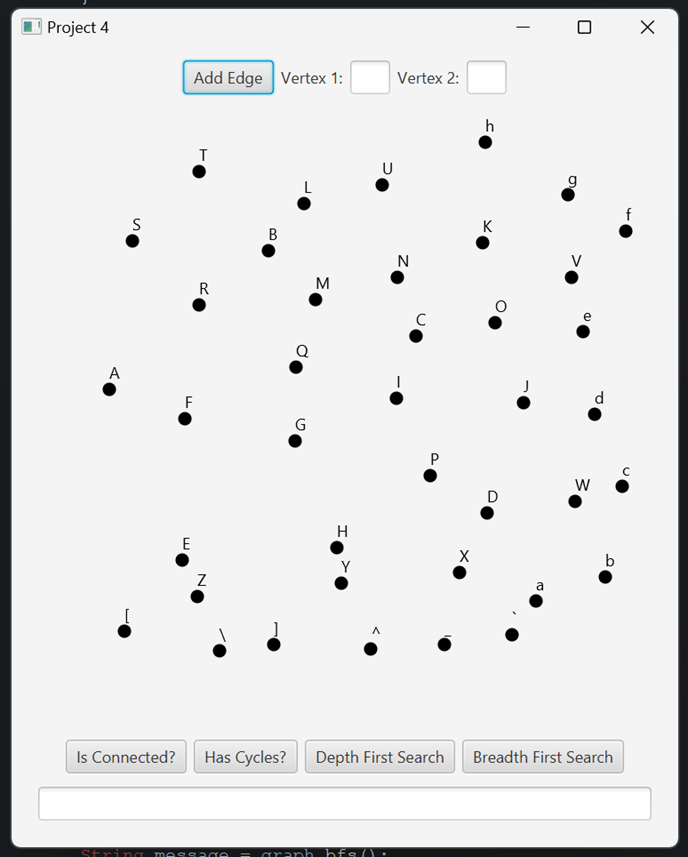 Project 4
Add Edge Vertex 1: Vertex 2:
h
T
U
g
L
f
S
K
B
N
V
M
R
O
e
C
Q
I
J
A
d
F
G
P
c
W
D
H
E
X
b
Y
Z
a
[
`
^
_
]
\
Is Connected? Has Cycles? Depth First Search Breadth First Search
String message = graph.bfs();